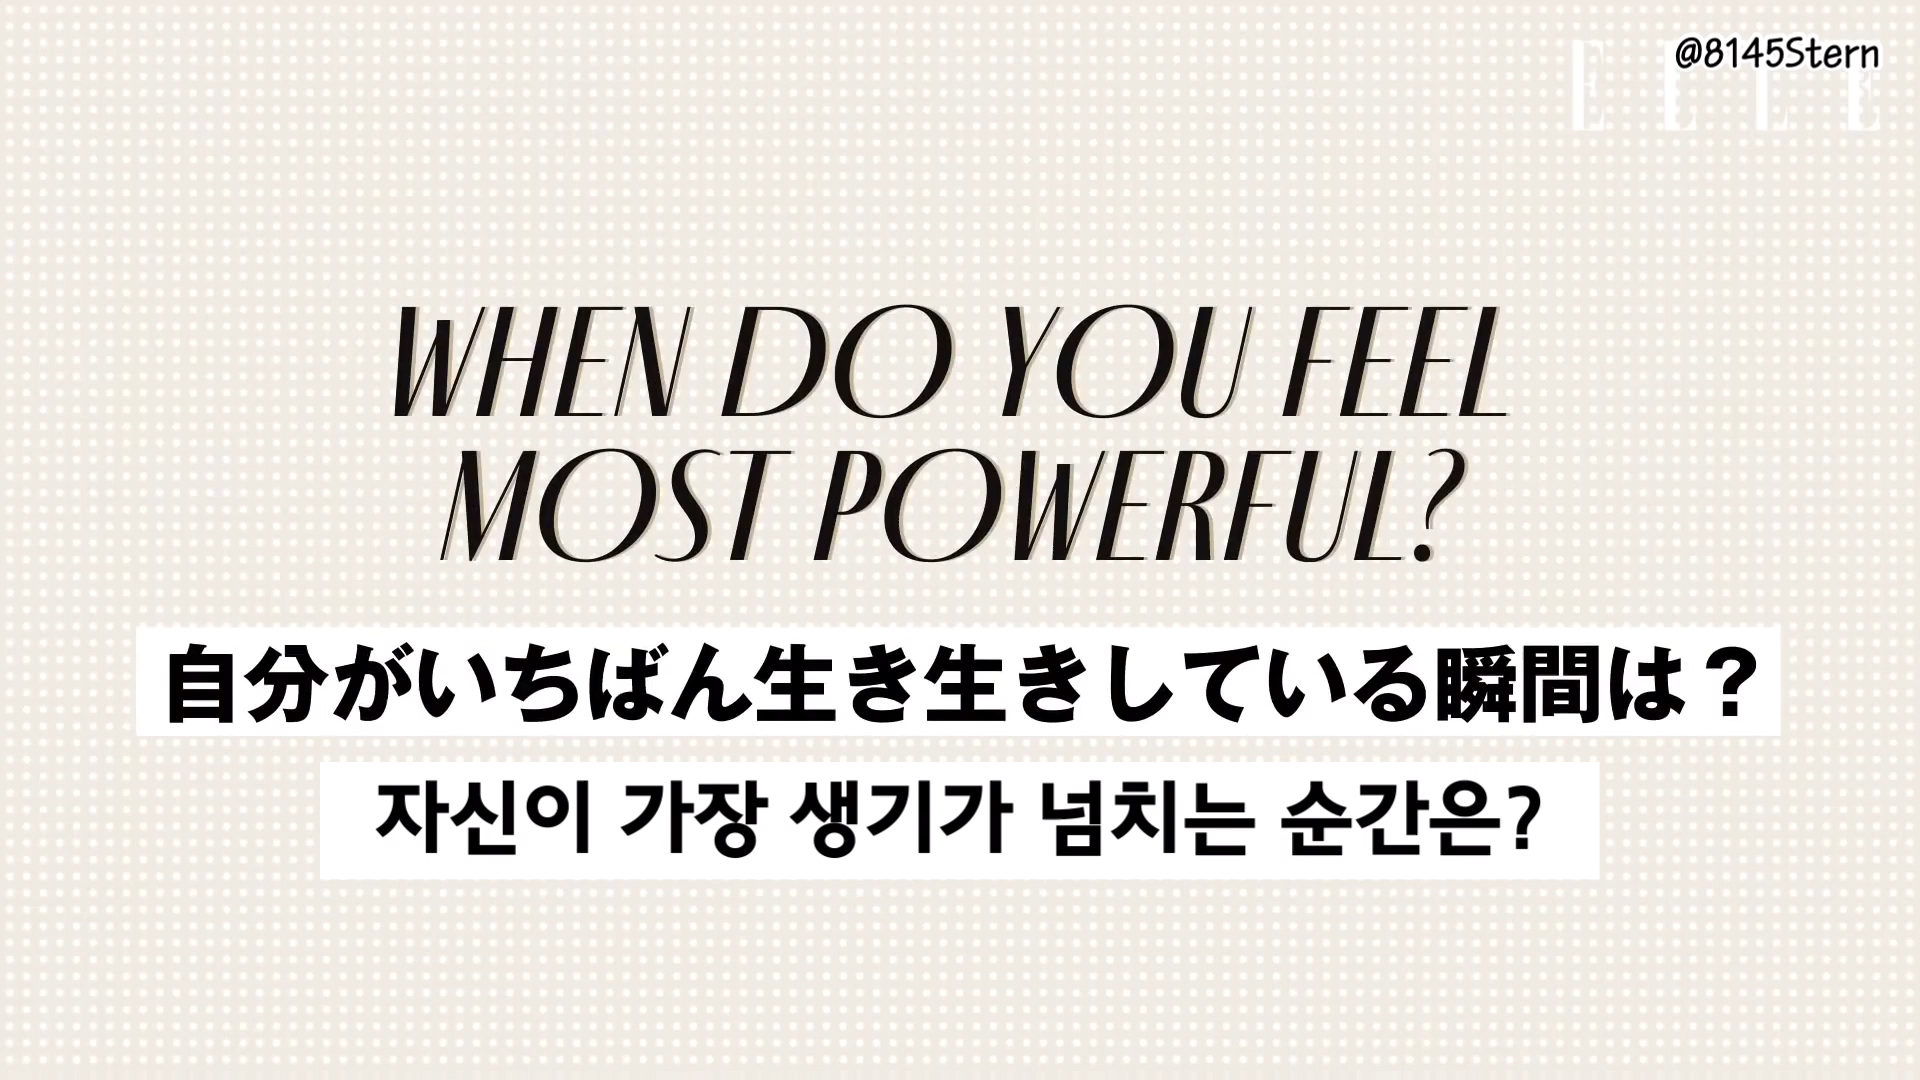 @8145Stern
ELLE
WHEN DO YOU FEEL
MOST POWERFUL?
自分がいちばん生き生きしている瞬間は？
자신이 가장 생기가 넘치는 순간은?